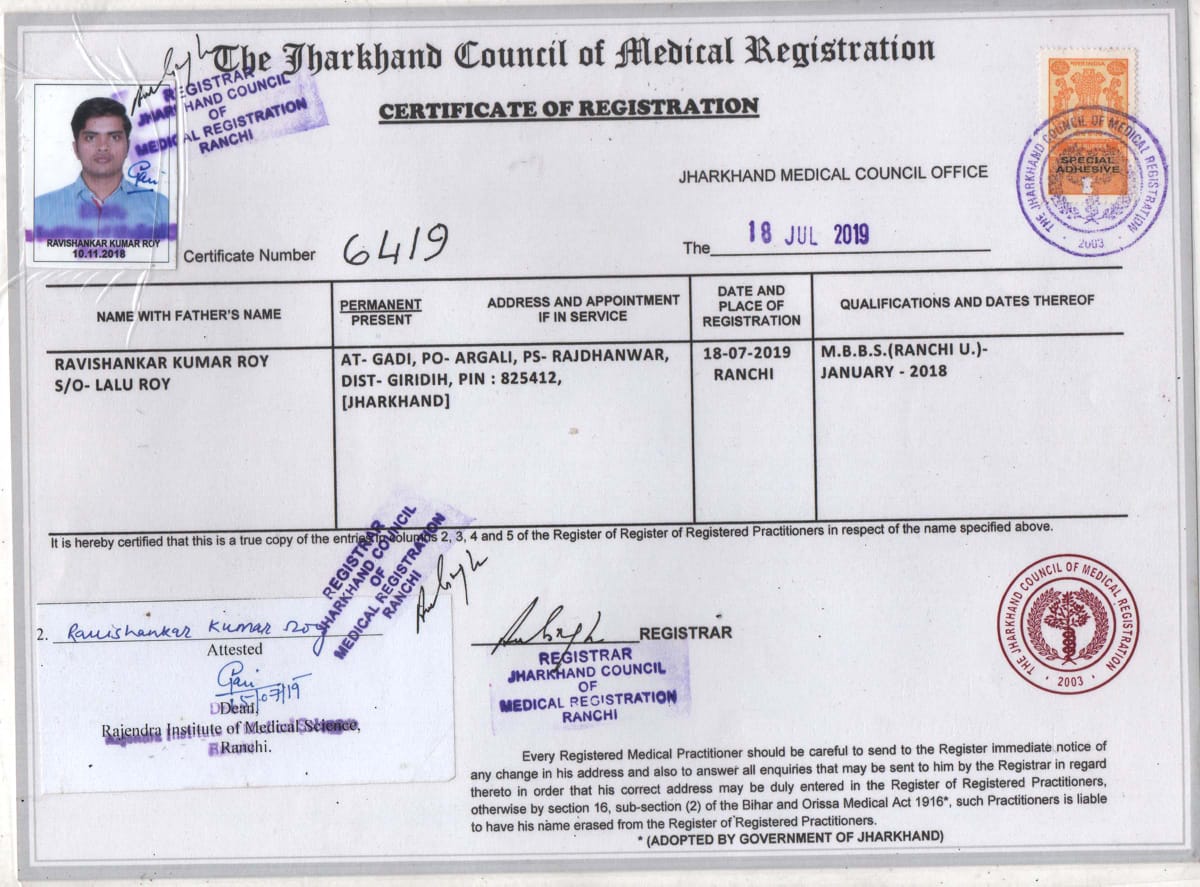 The Jharkhand Council of Medical Registration
CERTIFICATE OF REGISTRATION
REGISTRAR
JHARKHAND COUNCIL
OF
MEDICAL REGISTRATION
RANCHI
RAVISHANKAR KUMAR ROY
10.11.2018
JHARKHAND MEDICAL COUNCIL OFFICE
SPECIAL
ADHESIVE
THE JHARKHAND COUNCIL OF MEDICAL REGISTRATION
2003
Certificate Number 6419
The 18 JUL 2019
NAME WITH FATHER'S NAME
PERMANENT
PRESENT
ADDRESS AND APPOINTMENT
IF IN SERVICE
DATE AND
PLACE OF
REGISTRATION
QUALIFICATIONS AND DATES THEREOF
RAVISHANKAR KUMAR ROY
S/O- LALU ROY
AT- GADI, PO- ARGALI, PS- RAJDHANWAR,
DIST- GIRIDIH, PIN : 825412,
[JHARKHAND]
18-07-2019
RANCHI
M.B.B.S.(RANCHI U.)-
JANUARY - 2018
It is hereby certified that this is a true copy of the entries in columns 2, 3, 4 and 5 of the Register of Register of Registered Practitioners in respect of the name specified above.
REGISTRAR
JHARKHAND COUNCIL
OF
MEDICAL REGISTRATION
RANCHI
2. Ravishankar Kumar Roy
Attested
15/07/19
Dean,
Rajendra Institute of Medical Science,
Ranchi.
REGISTRAR
REGISTRAR
JHARKHAND COUNCIL
OF
MEDICAL REGISTRATION
RANCHI
THE JHARKHAND COUNCIL OF MEDICAL REGISTRATION
2003
Every Registered Medical Practitioner should be careful to send to the Register immediate notice of
any change in his address and also to answer all enquiries that may be sent to him by the Registrar in regard
thereto in order that his correct address may be duly entered in the Register of Registered Practitioners,
otherwise by section 16, sub-section (2) of the Bihar and Orissa Medical Act 1916*, such Practitioners is liable
to have his name erased from the Register of Registered Practitioners.
* (ADOPTED BY GOVERNMENT OF JHARKHAND)